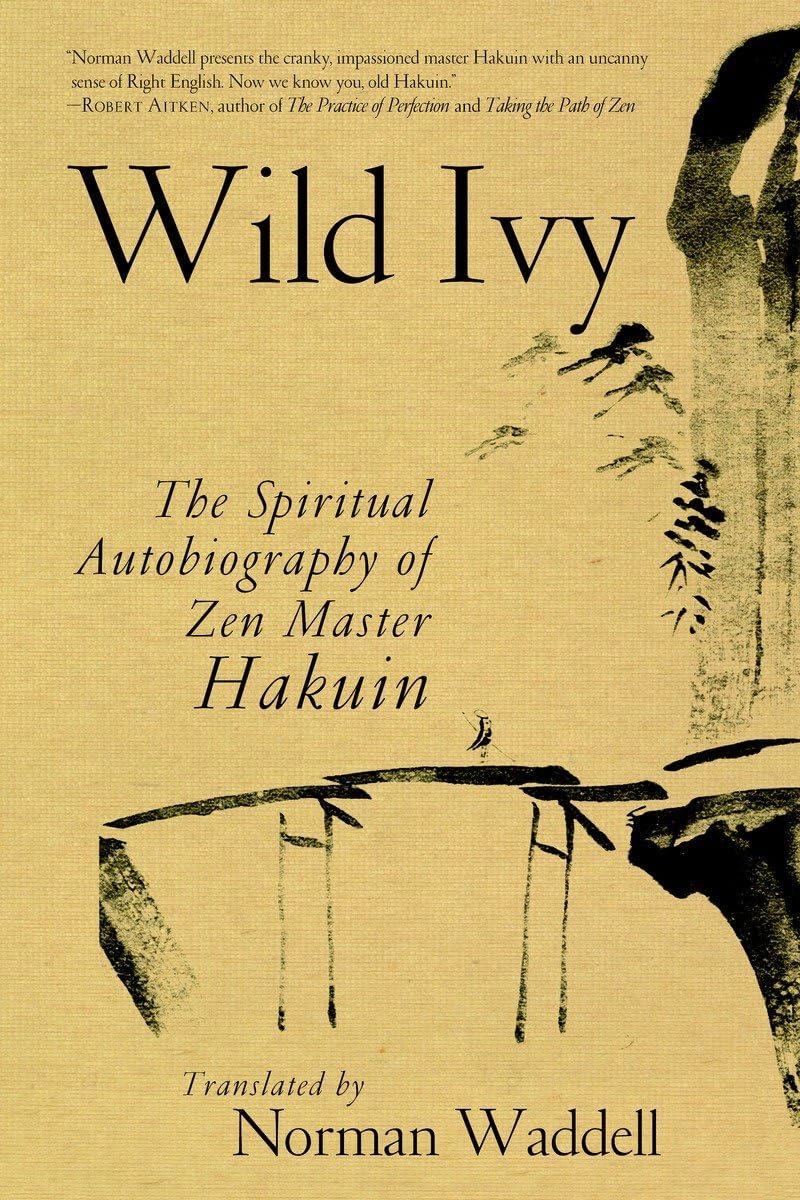 “Norman Waddell presents the cranky, impassioned master Hakuin with an uncanny
sense of Right English. Now we know you, old Hakuin.”
—ROBERT AITKEN, author of The Practice of Perfection and Taking the Path of Zen
Wild Ivy
The Spiritual
Autobiography of
Zen Master
Hakuin
Translated by
Norman Waddell